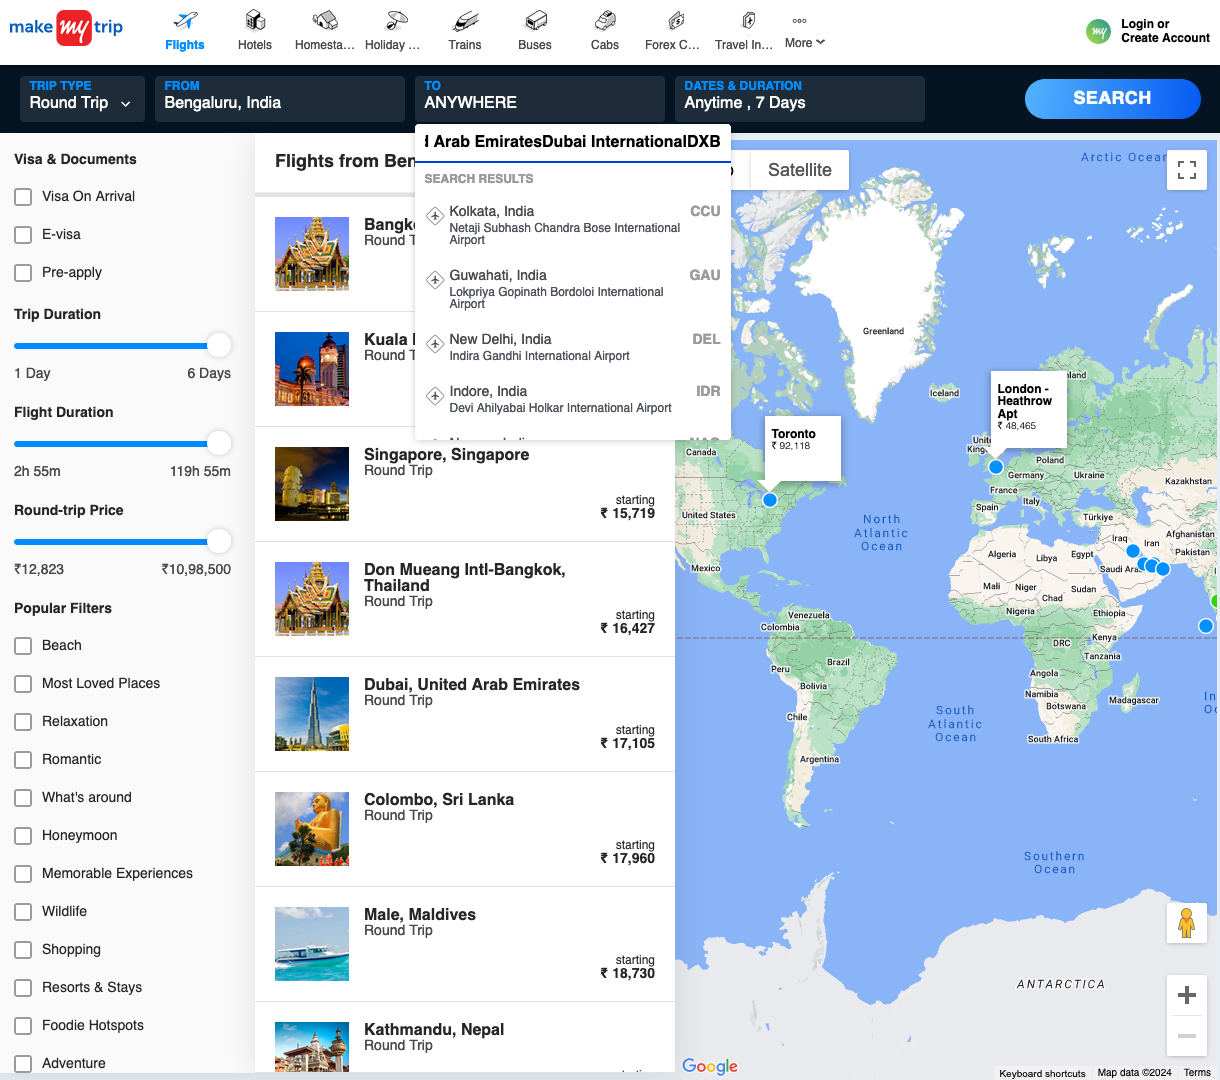 make my trip
Flights
Hotels
Homesta...
Holiday ...
Trains
Buses
Cabs
Forex C...
Travel In...
More
my
Login or
Create Account
TRIP TYPE
Round Trip
FROM
Bengaluru, India
TO
ANYWHERE
DATES & DURATION
Anytime , 7 Days
SEARCH
Visa & Documents
Visa On Arrival
E-visa
Pre-apply
Trip Duration
1 Day
6 Days
Flight Duration
2h 55m
119h 55m
Round-trip Price
₹12,823
₹10,98,500
Popular Filters
Beach
Most Loved Places
Relaxation
Romantic
What's around
Honeymoon
Memorable Experiences
Wildlife
Shopping
Resorts & Stays
Foodie Hotspots
Adventure
Arab EmiratesDubai InternationalDXB
SEARCH RESULTS
Kolkata, India
CCU
Netaji Subhash Chandra Bose International
Airport
Guwahati, India
GAU
Lokpriya Gopinath Bordoloi International
Airport
New Delhi, India
DEL
Indira Gandhi International Airport
Indore, India
IDR
Devi Ahilyabai Holkar International Airport
Flights from Ben
Bangk
Round T
Kuala
Round T
Singapore, Singapore
Round Trip
starting
₹ 15,719
Don Mueang Intl-Bangkok,
Thailand
Round Trip
starting
₹ 16,427
Dubai, United Arab Emirates
Round Trip
starting
₹ 17,105
Colombo, Sri Lanka
Round Trip
starting
₹ 17,960
Male, Maldives
Round Trip
starting
₹ 18,730
Kathmandu, Nepal
Round Trip
Satellite
Arctic Ocean
Greenland
Iceland
London -
Heathrow
Apt
₹ 48,465
Toronto
₹ 92,118
Canada
Poland
Germany
Ukraine
Kazakhstan
France
Italy
Spain
United States
Türkiye
North
Atlantic
Ocean
Iraq
Iran
Afghanistan
Pakistan
Algeria
Libya
Egypt
Mexico
Mali
Niger
Chad
Sudan
Nigeria
Ethiopia
Venezuela
Colombia
DRC
Kenya
Tanzania
Peru
Brazil
Angola
Bolivia
Namibia
Botswana
Madagascar
Chile
South
Atlantic
Ocean
South Africa
Argentina
Southern
Ocean
ANTARCTICA
Google
Keyboard shortcuts
Map data ©2024
Terms